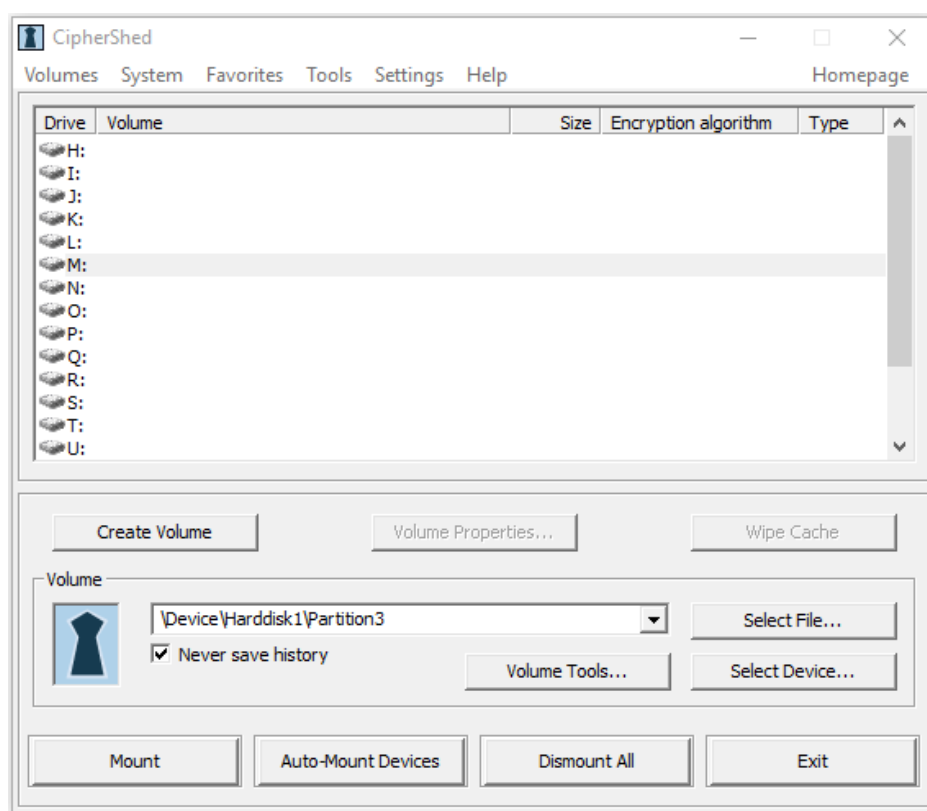 CipherShed
Volumes System Favorites Tools Settings Help Homepage
Drive Volume Size Encryption algorithm Type
H:
I:
J:
K:
L:
M:
N:
O:
P:
Q:
R:
S:
T:
U:
Create Volume Volume Properties... Wipe Cache
Volume
\Device\Harddisk1\Partition3 Select File...
Never save history
Volume Tools... Select Device...
Mount Auto-Mount Devices Dismount All Exit